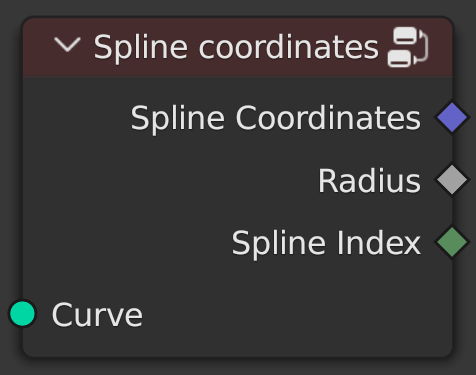 Spline coordinates
Spline Coordinates
Radius
Spline Index
Curve